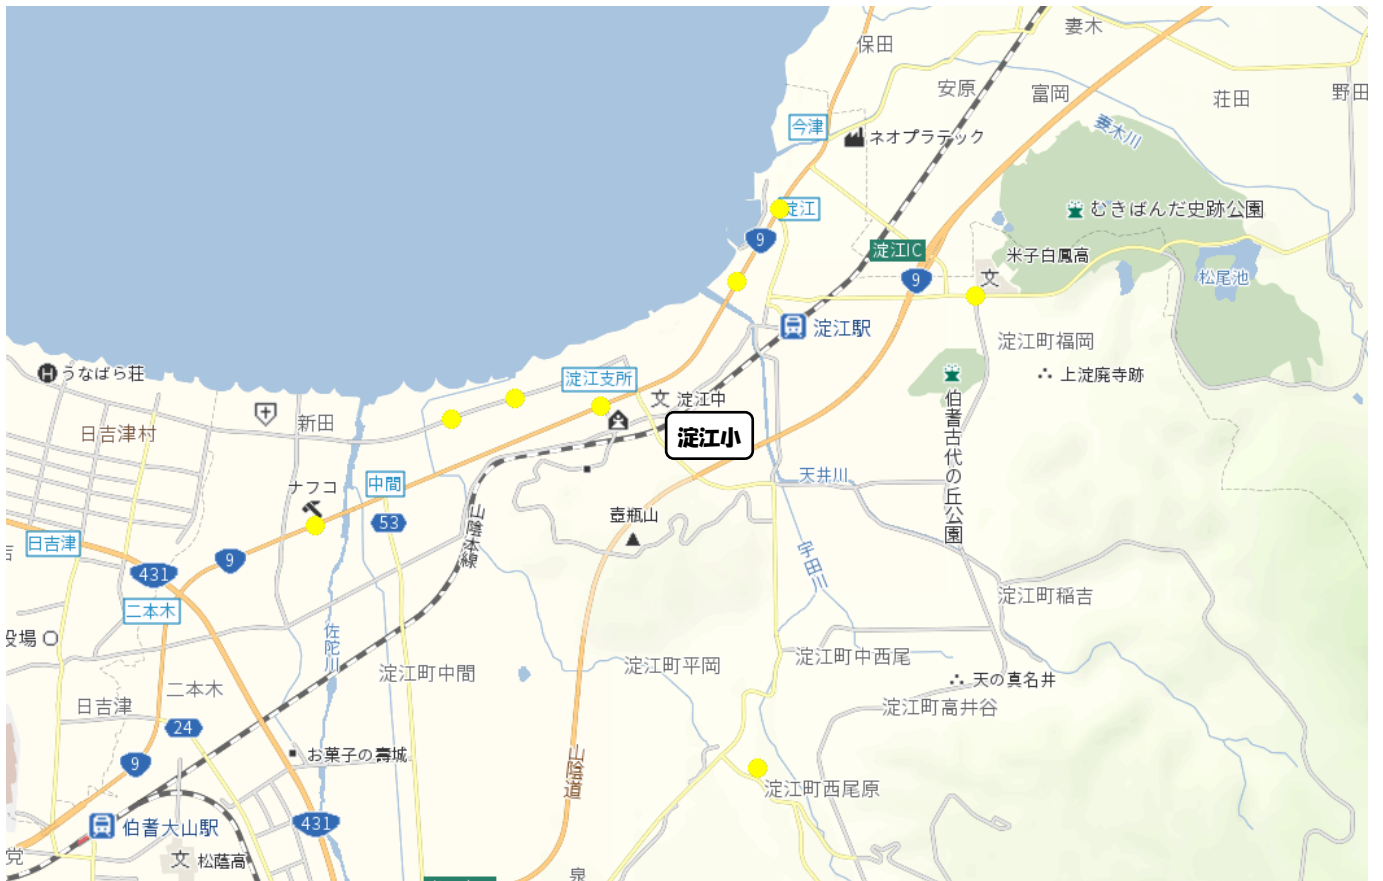 保田
妻木
安原
富岡
荘田
野田
今津
ネオプラテック
妻木川
淀江
むきばんだ史跡公園
9
淀江IC
米子白鳳高
文
9
松尾池
淀江駅
淀江町福岡
うなばら荘
淀江支所
上淀廃寺跡
文
淀江中
新田
日吉津村
淀江小
伯耆古代の丘公園
ナフコ
中間
天井川
53
壺瓶山
山陰本線
日吉津
9
431
宇田川
二本木
淀江町稲吉
役場
佐陀川
淀江町中間
淀江町平岡
淀江町中西尾
天の真名井
二本木
日吉津
淀江町高井谷
24
お菓子の壽城
9
山陰道
淀江町西尾原
伯耆大山駅
431
文
松蔭高
党
泉